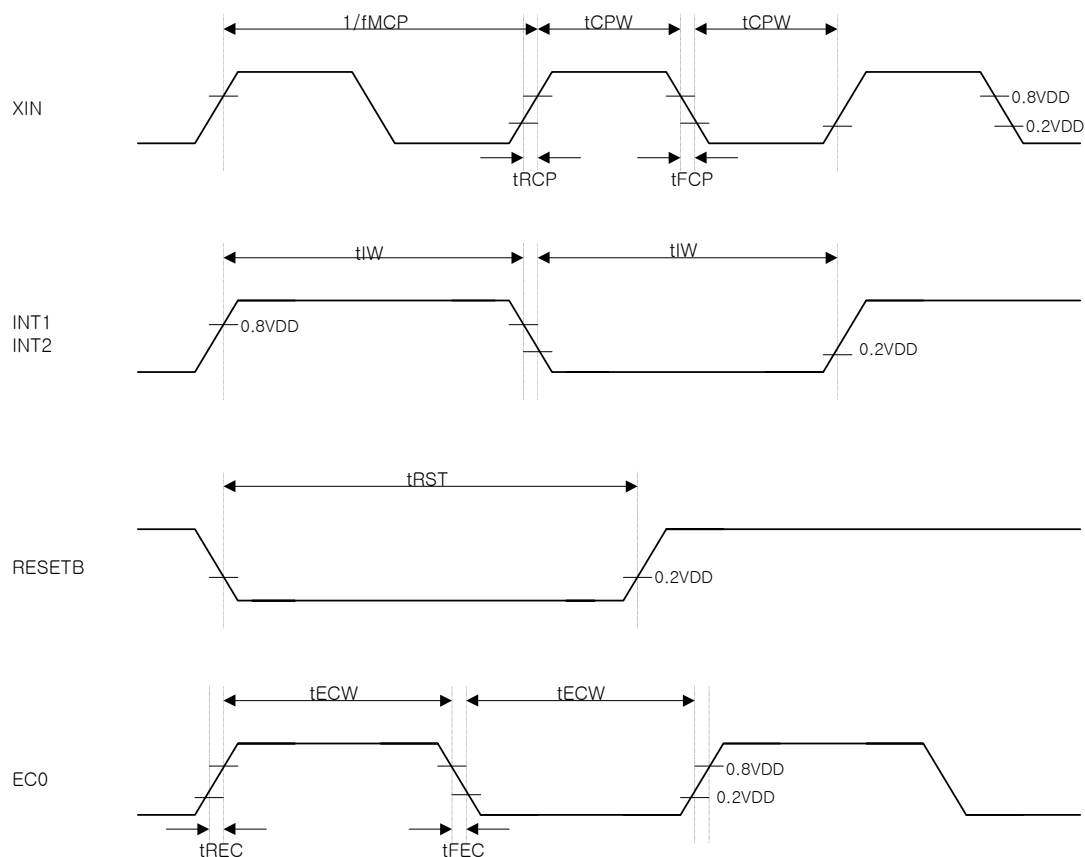 1/fMCP tCPW tCPW
XIN
0.8VDD
0.2VDD
tRCP tFCP
tIW tIW
INT1
INT2
0.8VDD
0.2VDD
tRST
RESETB
0.2VDD
tECW tECW
EC0
0.8VDD
0.2VDD
tREC tFEC